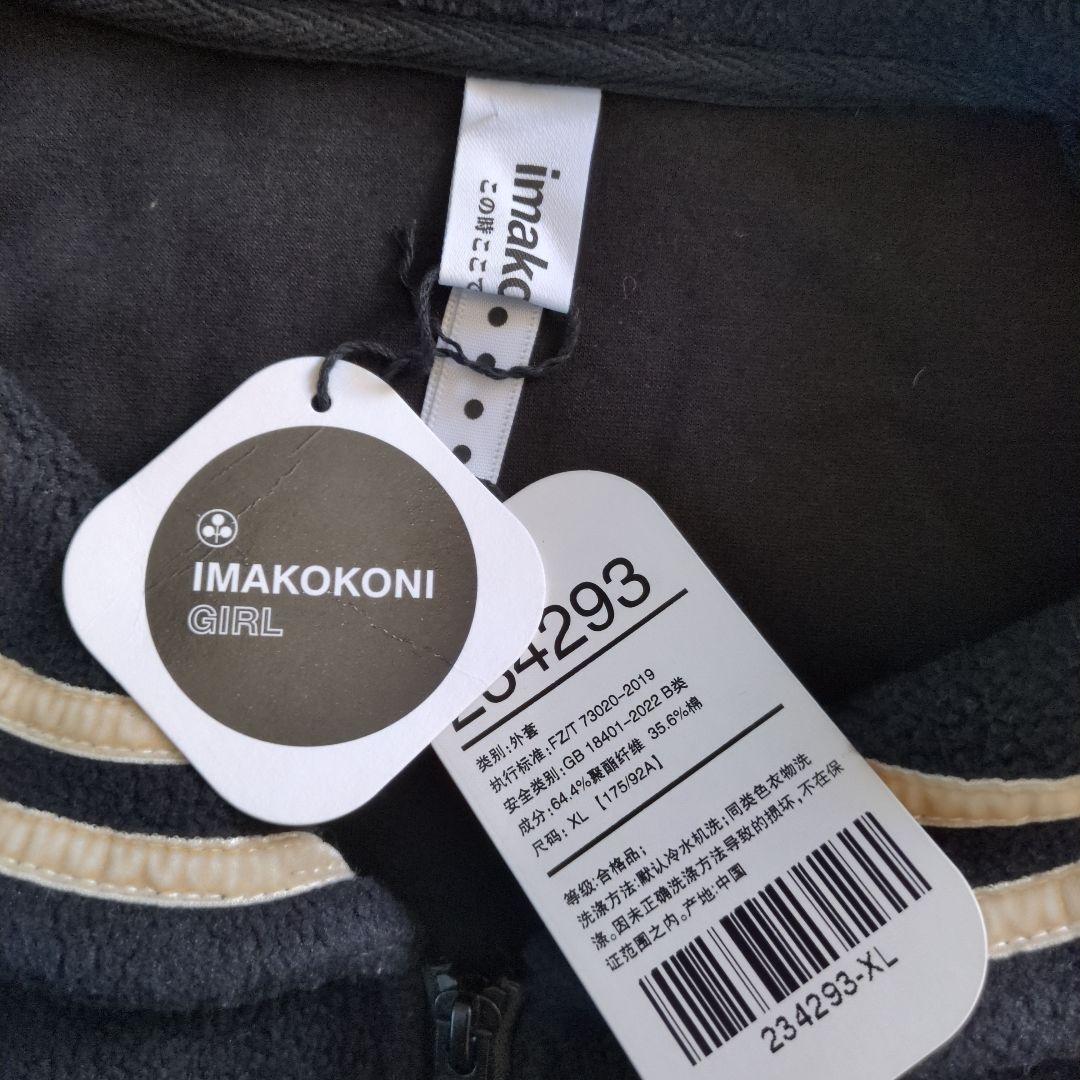 imako
この時ここで
IMAKOKONI
GIRL
234293
类别:外套
执行标准:FZ/T 73020-2019
安全类别:GB 18401-2022 B类
成分:64.4%聚酯纤维 35.6%棉
尺码: XL【175/92A】
等级:合格品;
洗涤方法:默认冷水机洗;同类色衣物洗
涤。因未正确洗涤方法导致的损坏,不在保
证范围之内。产地:中国
234293-XL